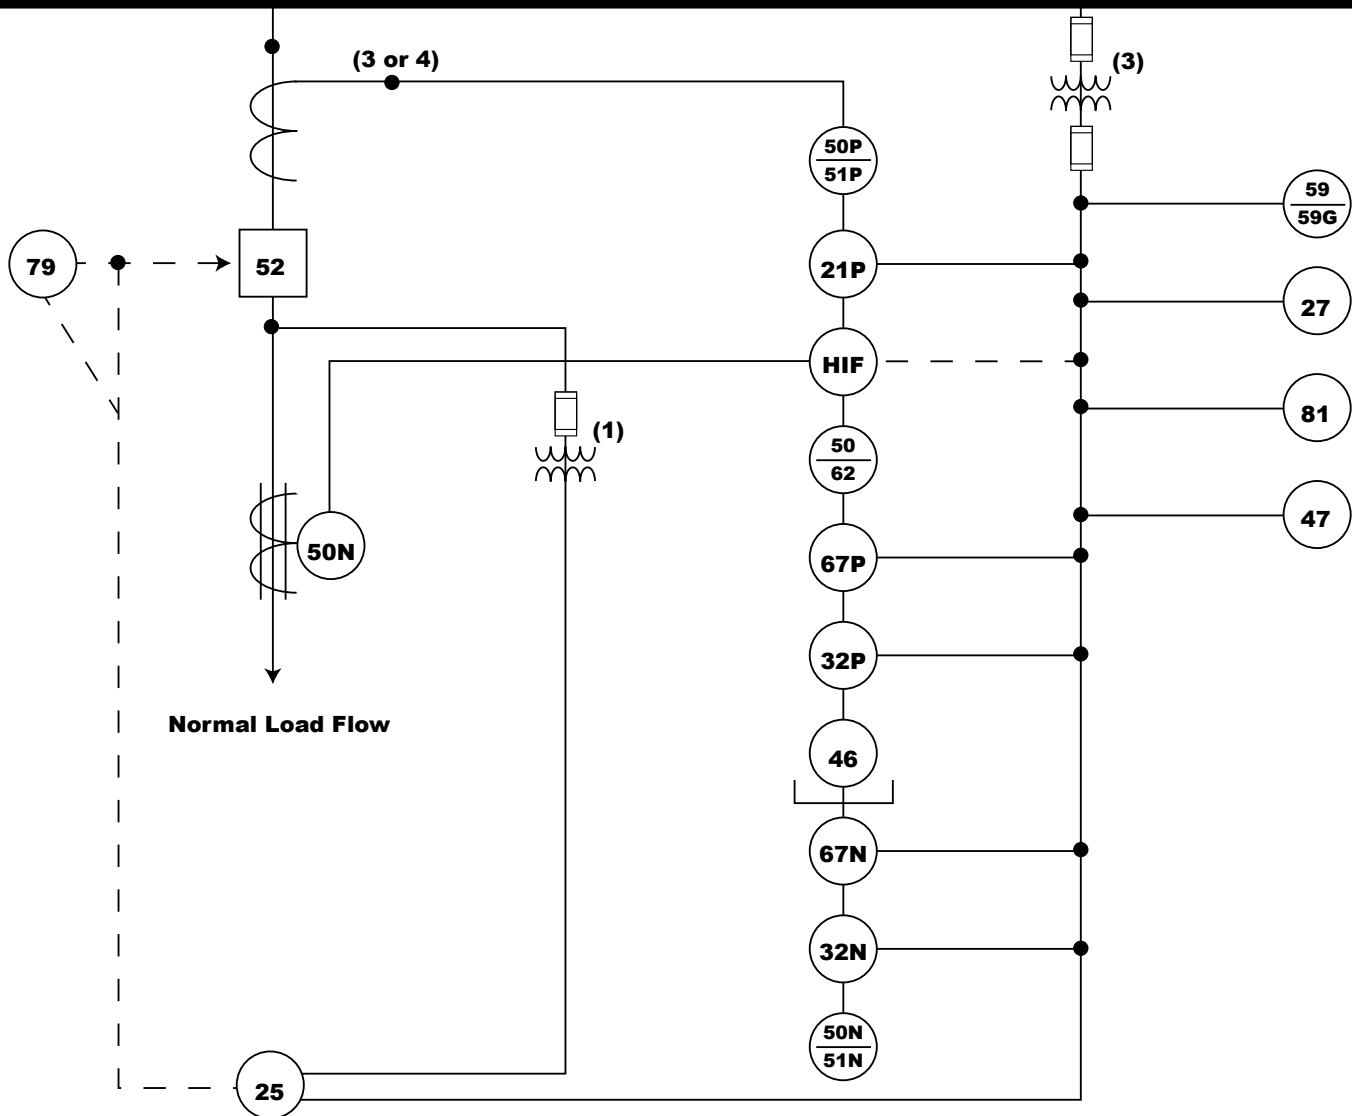 (3 or 4)
(3)
50P
51P
59
59G
79
52
21P
27
HIF
81
(1)
50
62
47
50N
67P
32P
Normal Load Flow
46
67N
32N
50N
51N
25